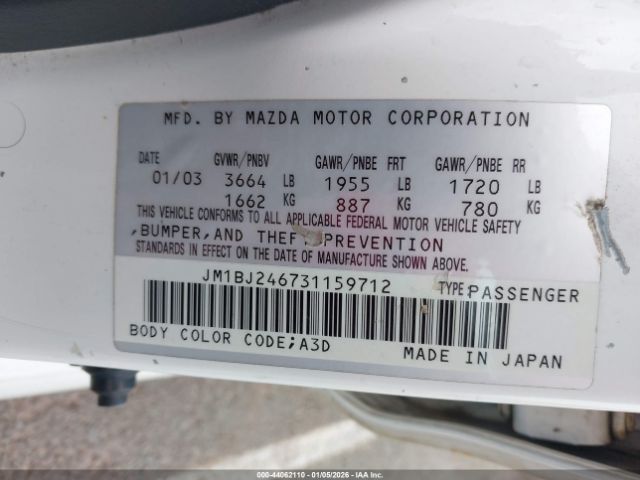 MFD. BY MAZDA MOTOR CORPORATION
DATE GVWR/PNBV GAWR/PNBE FRT GAWR/PNBE RR
01/03 3664 LB 1955 LB 1720 LB
1662 KG 887 KG 780 KG
THIS VEHICLE CONFORMS TO ALL APPLICABLE FEDERAL MOTOR VEHICLE SAFETY
,BUMPER,AND THEFT PREVENTION
STANDARDS IN EFFECT ON THE DATE OF MANUFACTURE SHOWN ABOVE.
JM1BJ246731159712 TYPE:PASSENGER
BODY COLOR CODE;A3D MADE IN JAPAN
000-44062110 - 01/05/2026 - IAA Inc.